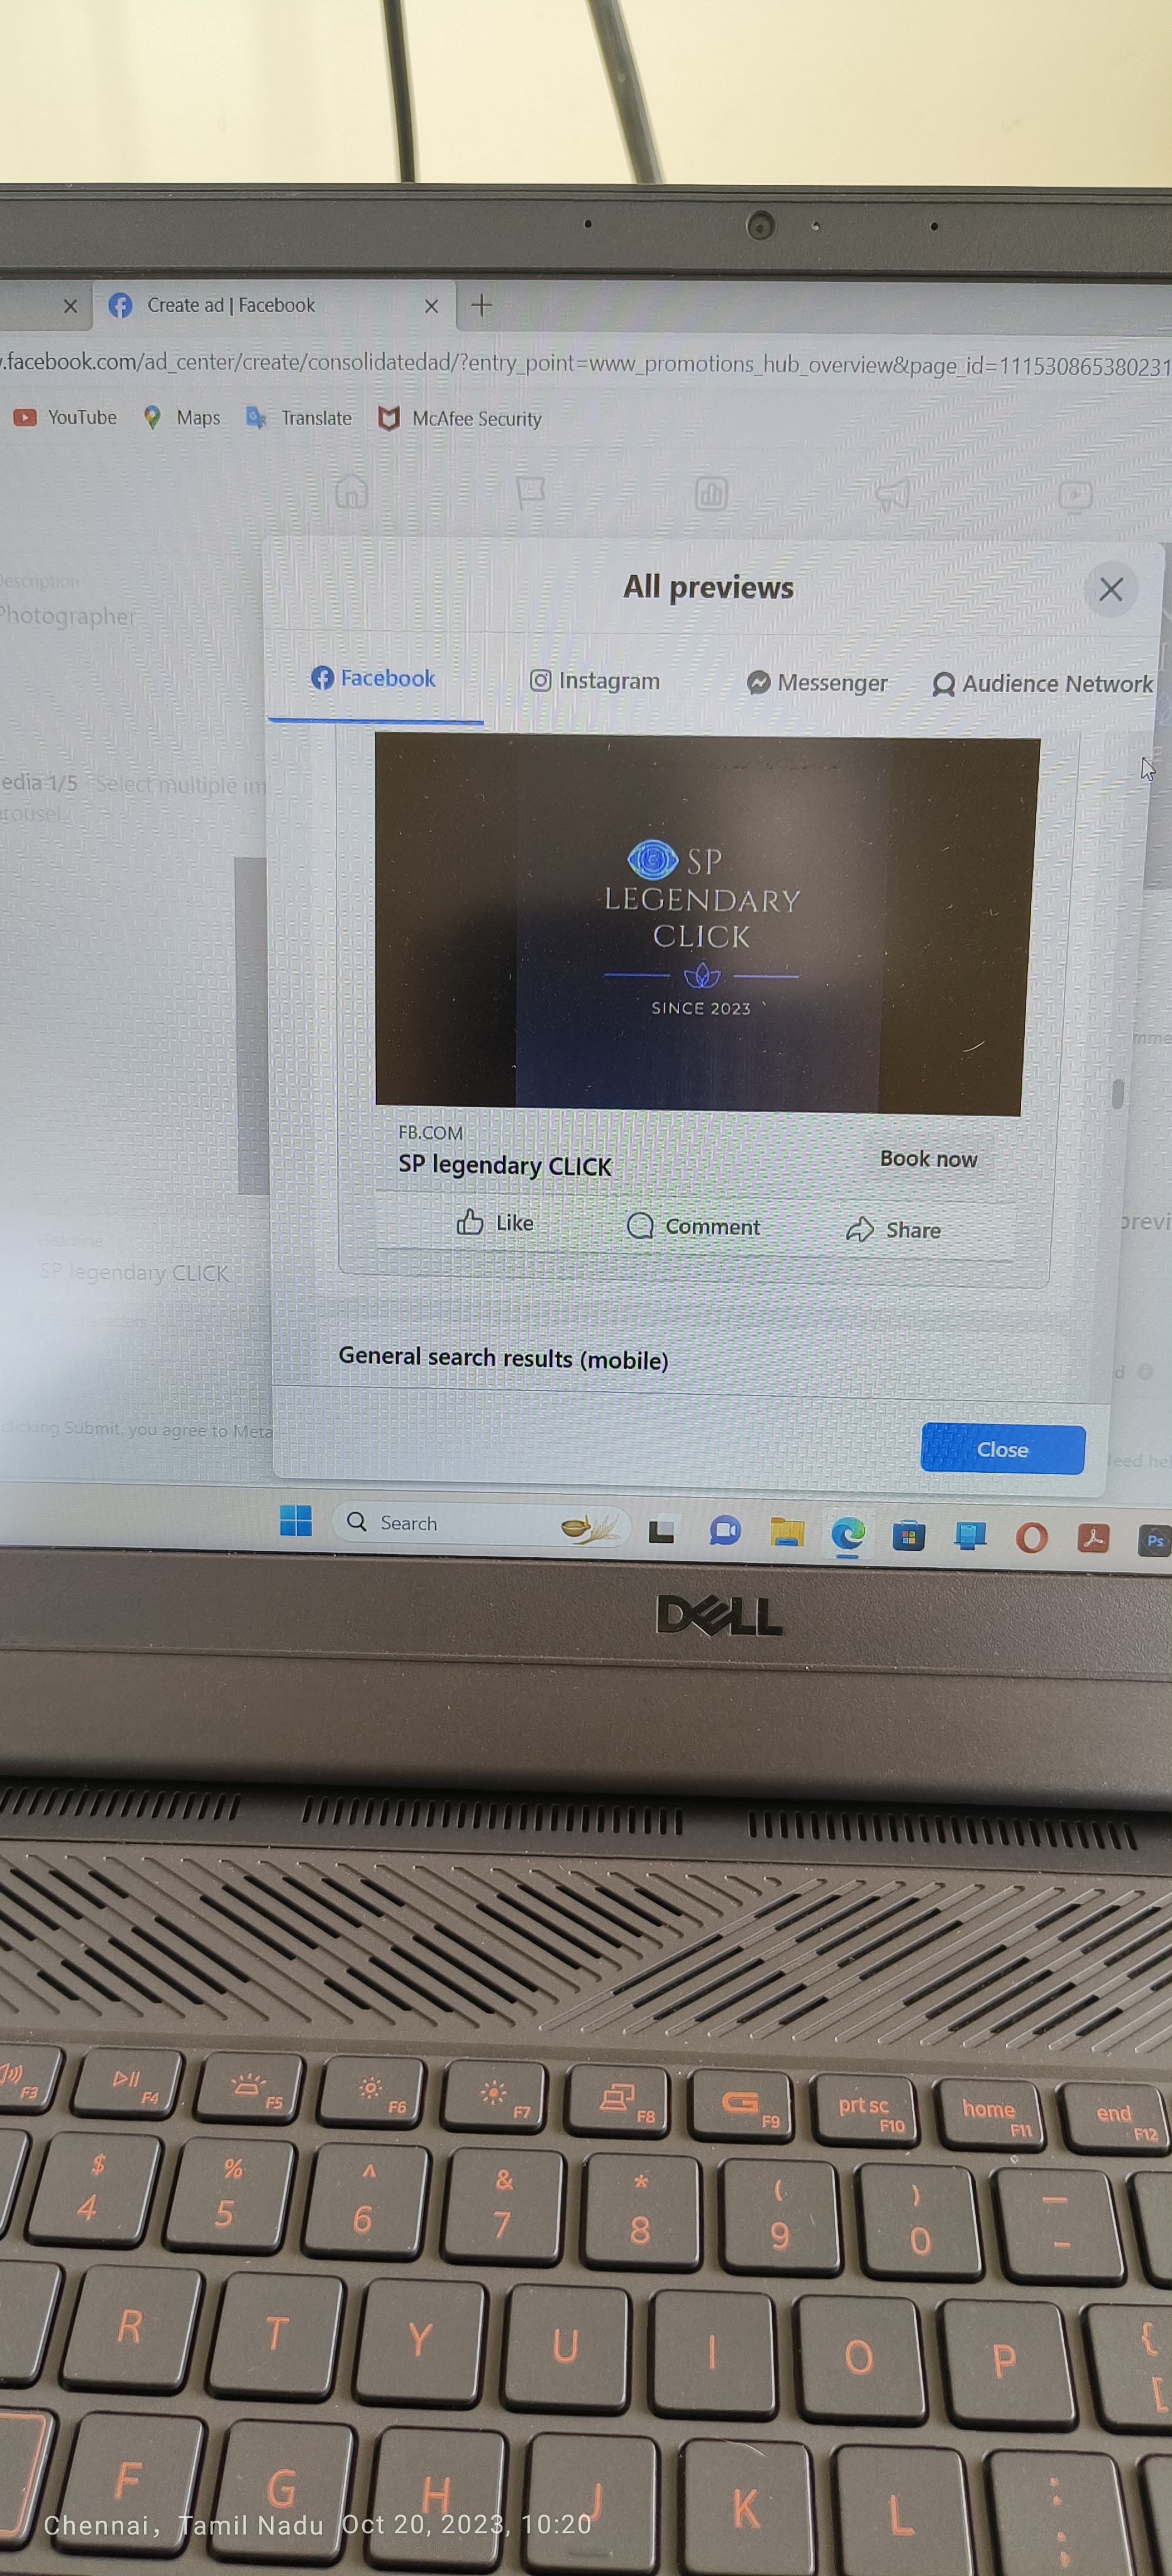 Create ad | Facebook
.facebook.com/ad_center/create/consolidatedad/?entry_point=www_promotions_hub_overview&page_id=111530865380231
YouTube Maps Translate McAfee Security
All previews
Description
Photographer
Facebook Instagram Messenger Audience Network
edia 1/5 · Select multiple im
rousel.
SP
LEGENDARY
CLICK
SINCE 2023
mme
FB.COM
SP legendary CLICK
Book now
Like Comment Share
previ
Headline
SP legendary CLICK
characters
General search results (mobile)
d
clicking Submit, you agree to Meta
Close
Need hel
Search
Ps
DELL
F3 F4 F5 F6 F7 F8 G F9 prt sc F10 home F11 end F12
$ 4 % 5 ^ 6 & 7 * 8 ( 9 ) 0 _ -
R T Y U I O P { [
F G H J K L : ;
Chennai, Tamil Nadu Oct 20, 2023, 10:20